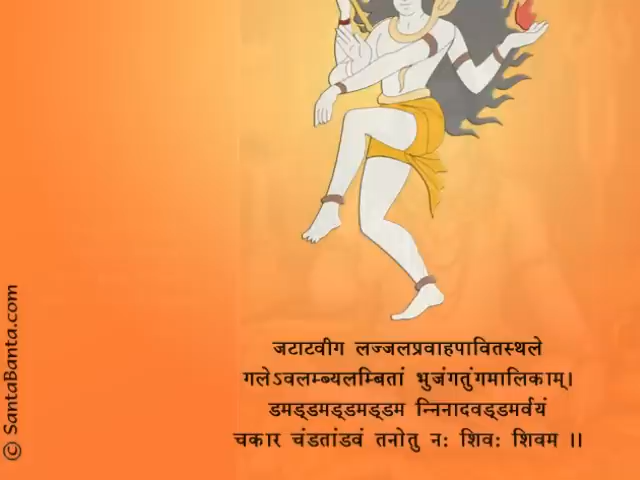 जटाटवीग लज्जलप्रवाहपावितस्थले
गलेऽवलम्ब्यलम्बितां भुजंगतुंगमालिकाम्।
डमड्डमड्डमड्डम न्निनादवड्डमर्वयं
चकार चंडतांडवं तनोतु नः शिवः शिवम ।।
© SantaBanta.com